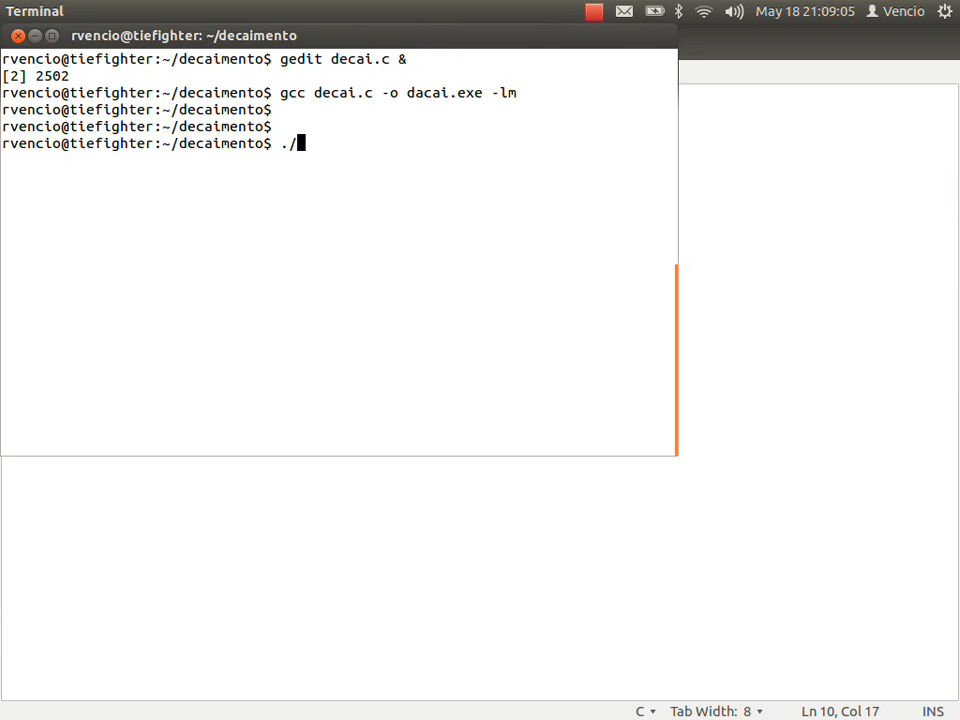 Terminal
May 18 21:09:05
Vencio
rvencio@tiefighter: ~/decaimento
rvencio@tiefighter:~/decaimento$ gedit decai.c &
[2] 2502
rvencio@tiefighter:~/decaimento$ gcc decai.c -o dacai.exe -lm
rvencio@tiefighter:~/decaimento$
rvencio@tiefighter:~/decaimento$
rvencio@tiefighter:~/decaimento$ ./
C
Tab Width: 8
Ln 10, Col 17
INS